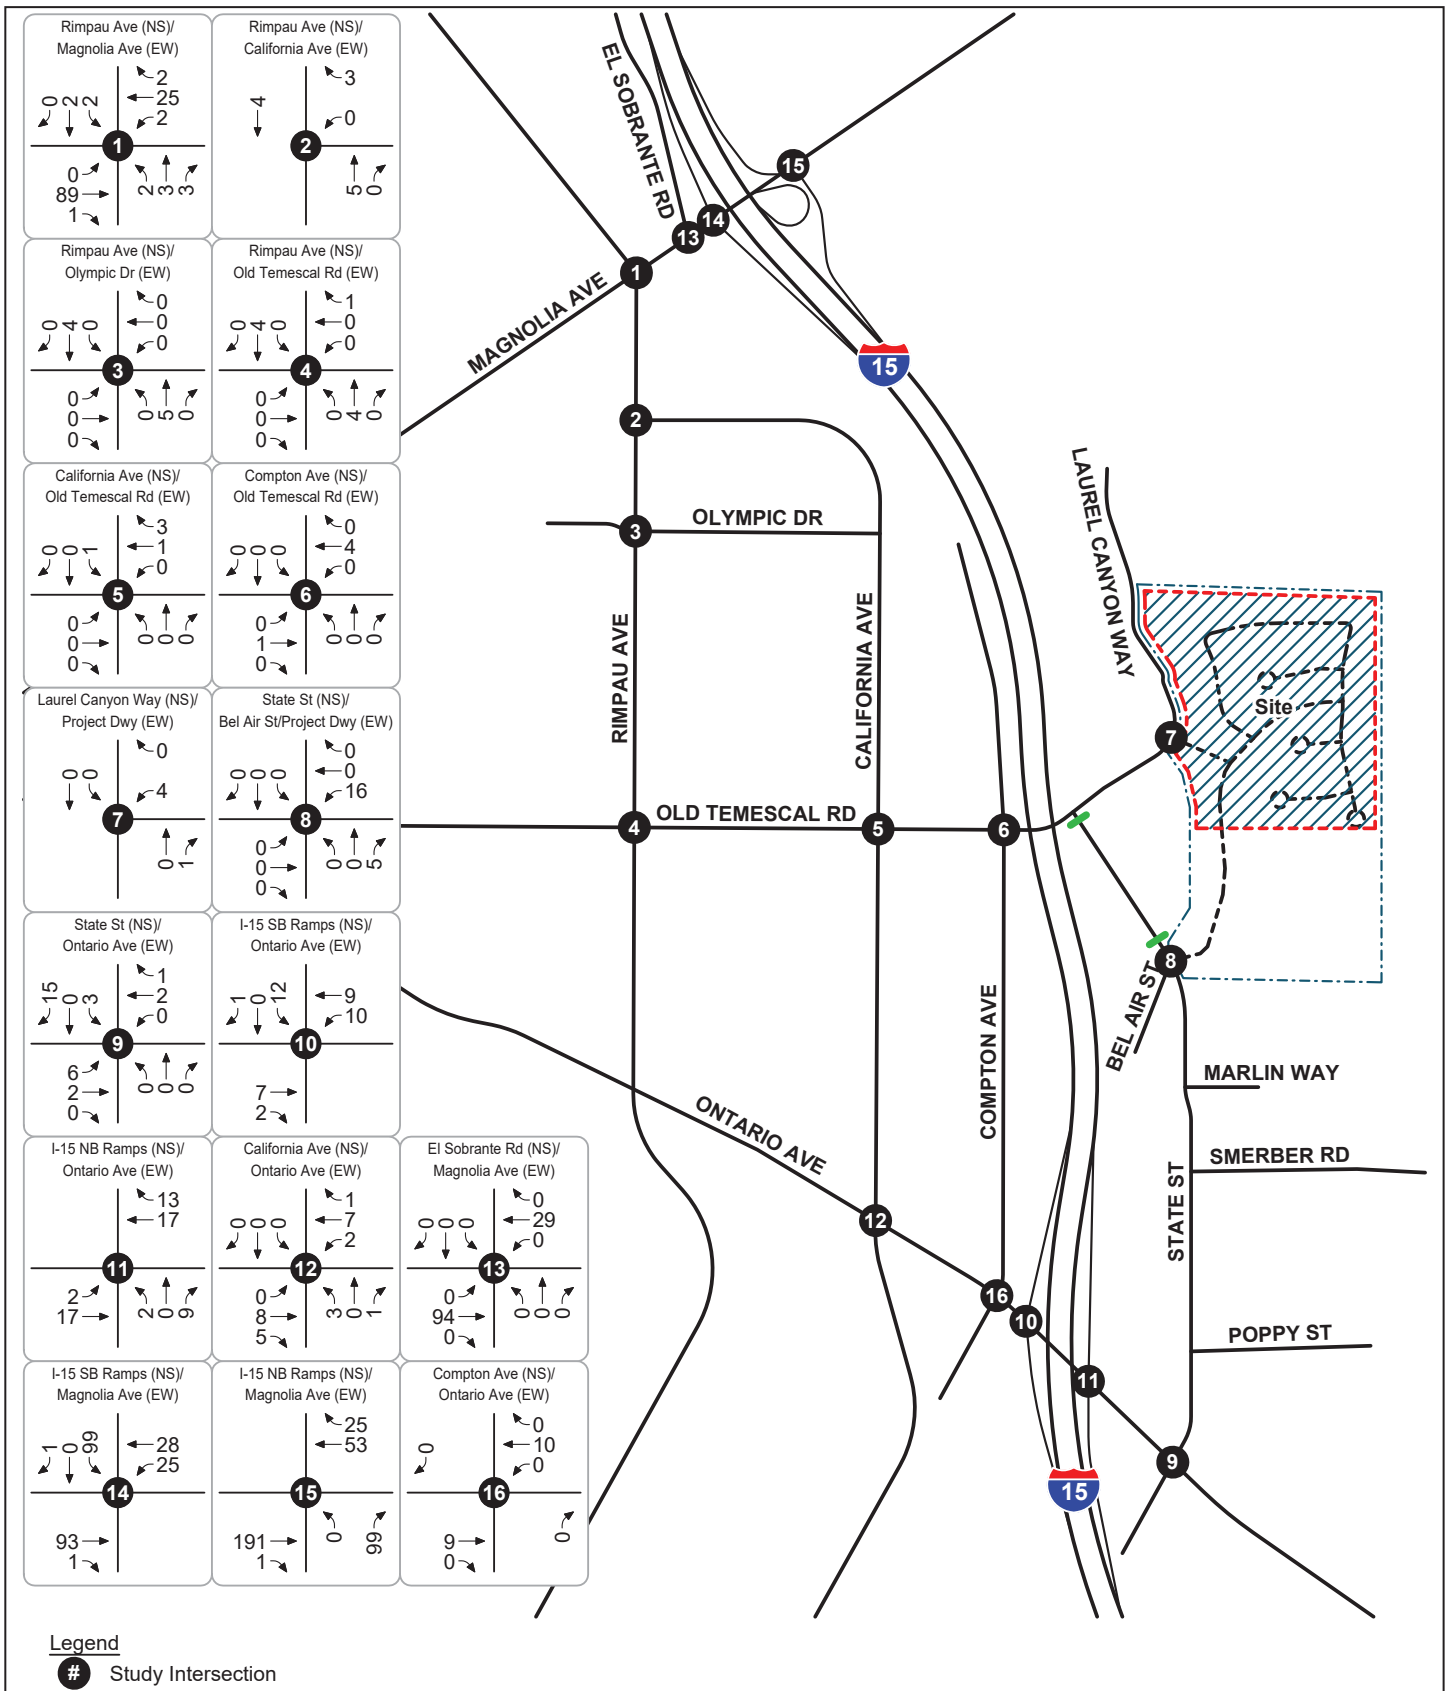 Rimpau Ave (NS)/
Magnolia Ave (EW)
2
25
2
0 2 2
1
0
89
1
2 3 3
Rimpau Ave (NS)/
California Ave (EW)
3
0
4
2
5 0
Rimpau Ave (NS)/
Olympic Dr (EW)
0
0
0
0 4 0
3
0
0
0
0 5 0
Rimpau Ave (NS)/
Old Temescal Rd (EW)
1
0
0
0 4 0
4
0
0
0
0 4 0
California Ave (NS)/
Old Temescal Rd (EW)
3
1
0
0 0 1
5
0
0
0
0 0 0
Compton Ave (NS)/
Old Temescal Rd (EW)
0
4
0
0 0 0
6
0
1
0
0 0 0
Laurel Canyon Way (NS)/
Project Dwy (EW)
0
4
0 0
7
0 1
State St (NS)/
Bel Air St/Project Dwy (EW)
0
0
16
0 0 0
8
0
0
0
0 0 5
State St (NS)/
Ontario Ave (EW)
1
2
0
15 0 3
9
6
2
0
0 0 0
I-15 SB Ramps (NS)/
Ontario Ave (EW)
9
10
1 0 12
10
7
2
I-15 NB Ramps (NS)/
Ontario Ave (EW)
13
17
11
2
17
2 0 9
California Ave (NS)/
Ontario Ave (EW)
1
7
2
0 0 0
12
0
8
5
3 0 1
El Sobrante Rd (NS)/
Magnolia Ave (EW)
0
29
0
0 0 0
13
0
94
0
0 0 0
I-15 SB Ramps (NS)/
Magnolia Ave (EW)
28
25
1 0 99
14
93
1
I-15 NB Ramps (NS)/
Magnolia Ave (EW)
25
53
15
191
1
0 99
Compton Ave (NS)/
Ontario Ave (EW)
0
10
0
0
16
9
0
0
EL SOBRANTE RD
15
14
13
1
MAGNOLIA AVE
15
2
LAUREL CANYON WAY
OLYMPIC DR
3
RIMPAU AVE
CALIFORNIA AVE
Site
7
OLD TEMESCAL RD
4
5
6
8
BEL AIR ST
COMPTON AVE
MARLIN WAY
ONTARIO AVE
SMERBER RD
STATE ST
12
16
10
POPPY ST
11
9
15
Legend
# Study Intersection